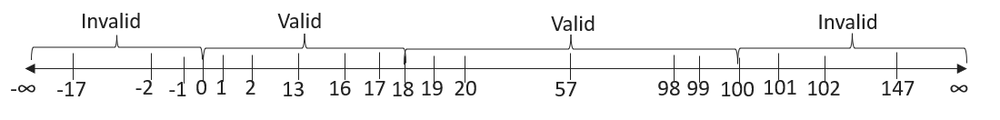 Invalid Valid Valid Invalid
-∞ -17 -2 -1 0 1 2 13 16 17 18 19 20 57 98 99 100 101 102 147 ∞